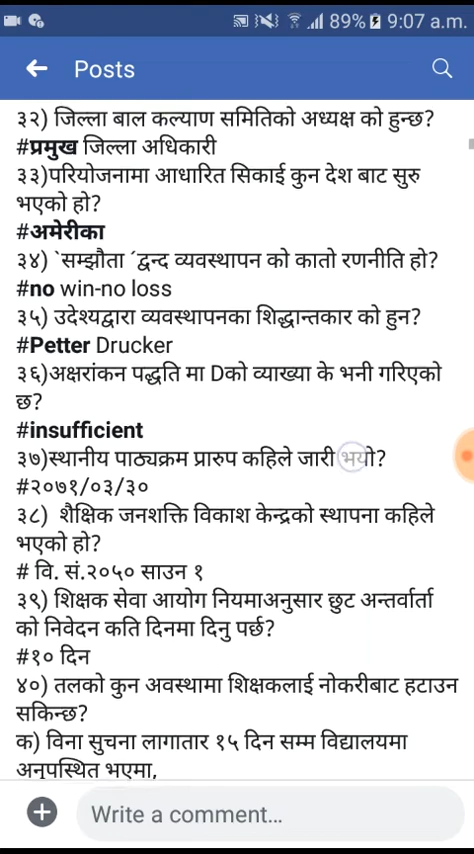 89% 9:07 a.m.
Posts
३२) जिल्ला बाल कल्याण समितिको अध्यक्ष को हुन्छ?
#प्रमुख जिल्ला अधिकारी
३३)परियोजनामा आधारित सिकाई कुन देश बाट सुरु
भएको हो?
#अमेरीका
३४) `सम्झौता ´द्वन्द व्यवस्थापन को कातो रणनीति हो?
#no win-no loss
३५) उदेश्यद्वारा व्यवस्थापनका शिद्धान्तकार को हुन?
#Petter Drucker
३६)अक्षरांकन पद्धति मा Dको व्याख्या के भनी गरिएको
छ?
#insufficient
३७)स्थानीय पाठ्यक्रम प्रारुप कहिले जारी भयो?
#२०७१/०३/३०
३८) शैक्षिक जनशक्ति विकाश केन्द्रको स्थापना कहिले
भएको हो?
# वि. सं.२०५० साउन १
३९) शिक्षक सेवा आयोग नियमाअनुसार छुट अन्तर्वार्ता
को निवेदन कति दिनमा दिनु पर्छ?
#१० दिन
४०) तलको कुन अवस्थामा शिक्षकलाई नोकरीबाट हटाउन
सकिन्छ?
क) विना सुचना लागातार १५ दिन सम्म विद्यालयमा
अनुपस्थित भएमा,
Write a comment...